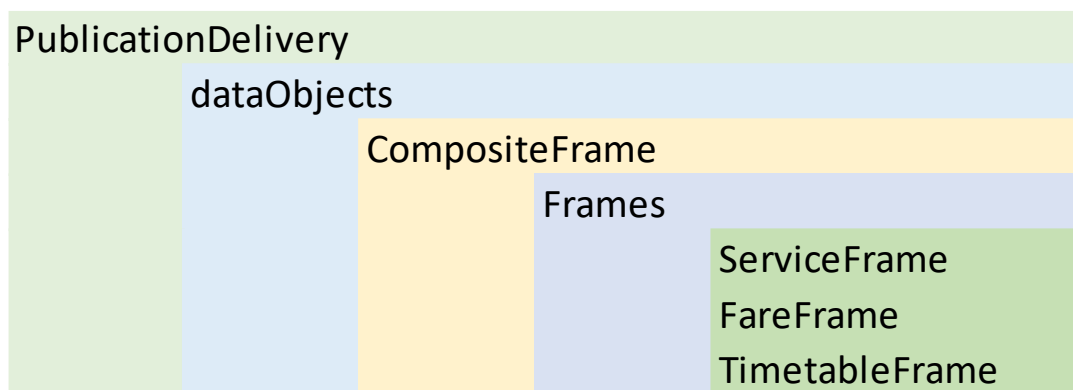 PublicationDelivery
dataObjects
CompositeFrame
Frames
ServiceFrame
FareFrame
TimetableFrame